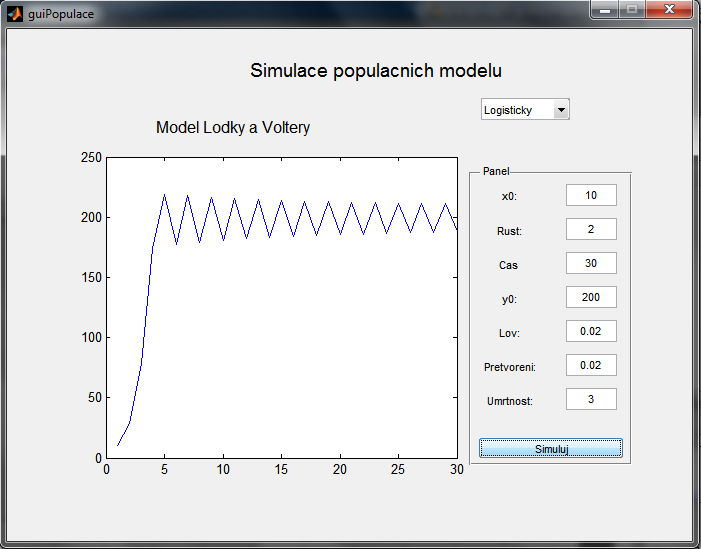 guiPopulace
Simulace populacnich modelu
Logisticky
Model Lodky a Voltery
250
200
150
100
50
0
0 5 10 15 20 25 30
Panel
x0: 10
Rust: 2
Cas 30
y0: 200
Lov: 0.02
Pretvoreni: 0.02
Umrtnost: 3
Simuluj